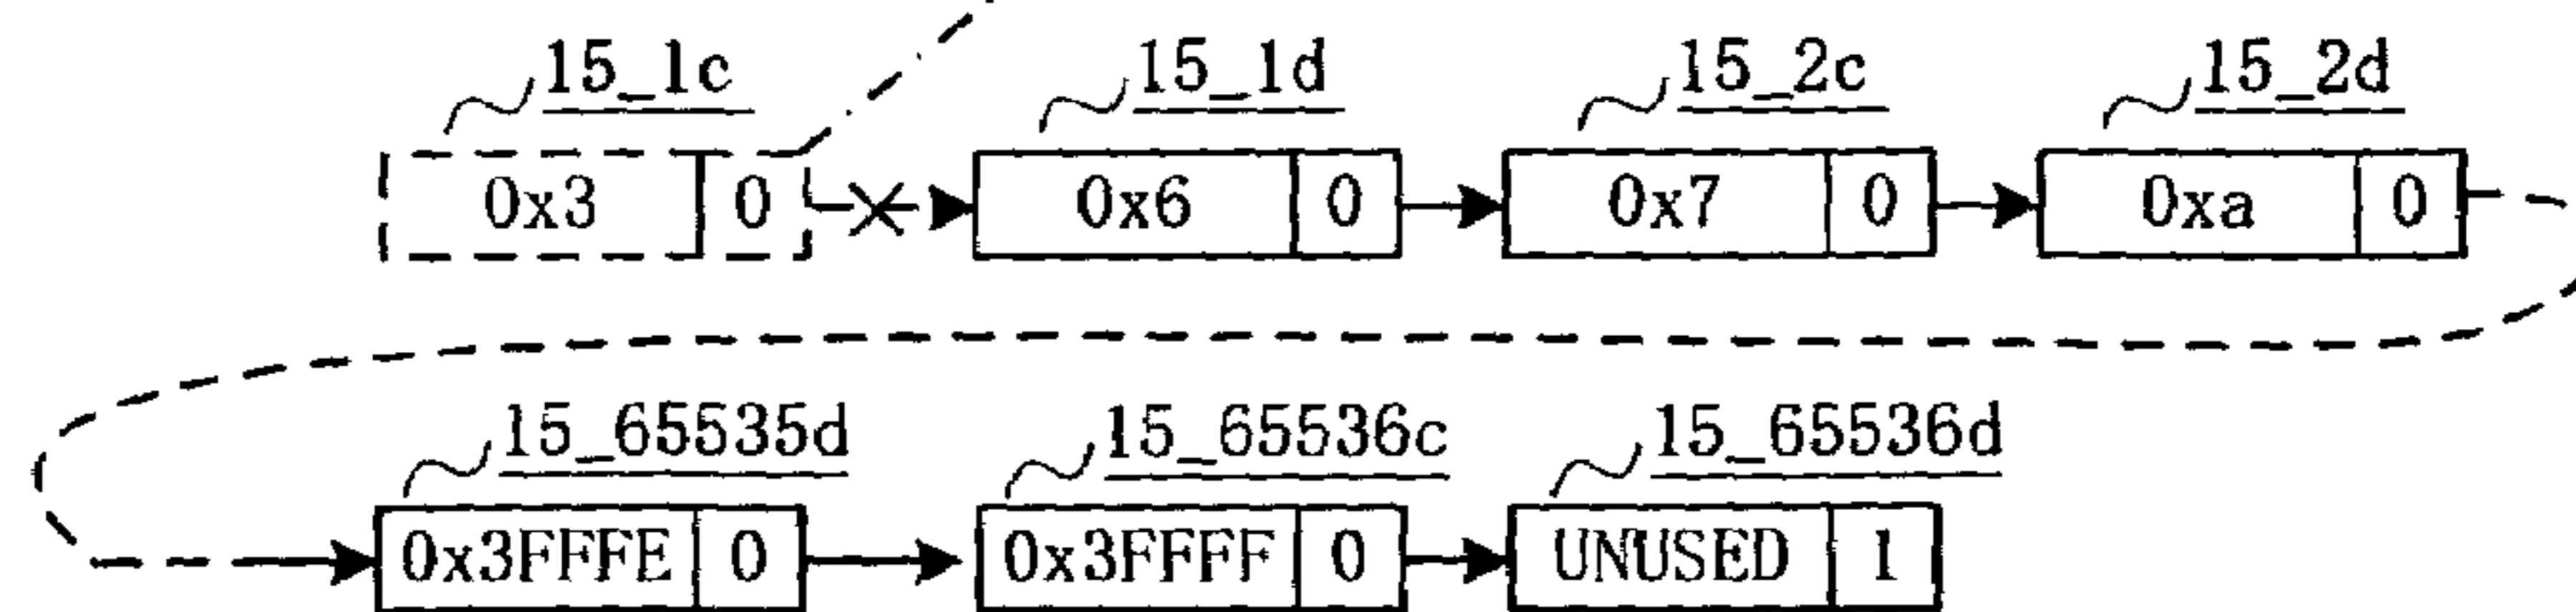 15_1c 15_1d 15_2c 15_2d
0x3 0 0x6 0 0x7 0 0xa 0
15_65535d 15_65536c 15_65536d
0x3FFFE 0 0x3FFFF 0 UNUSED 1